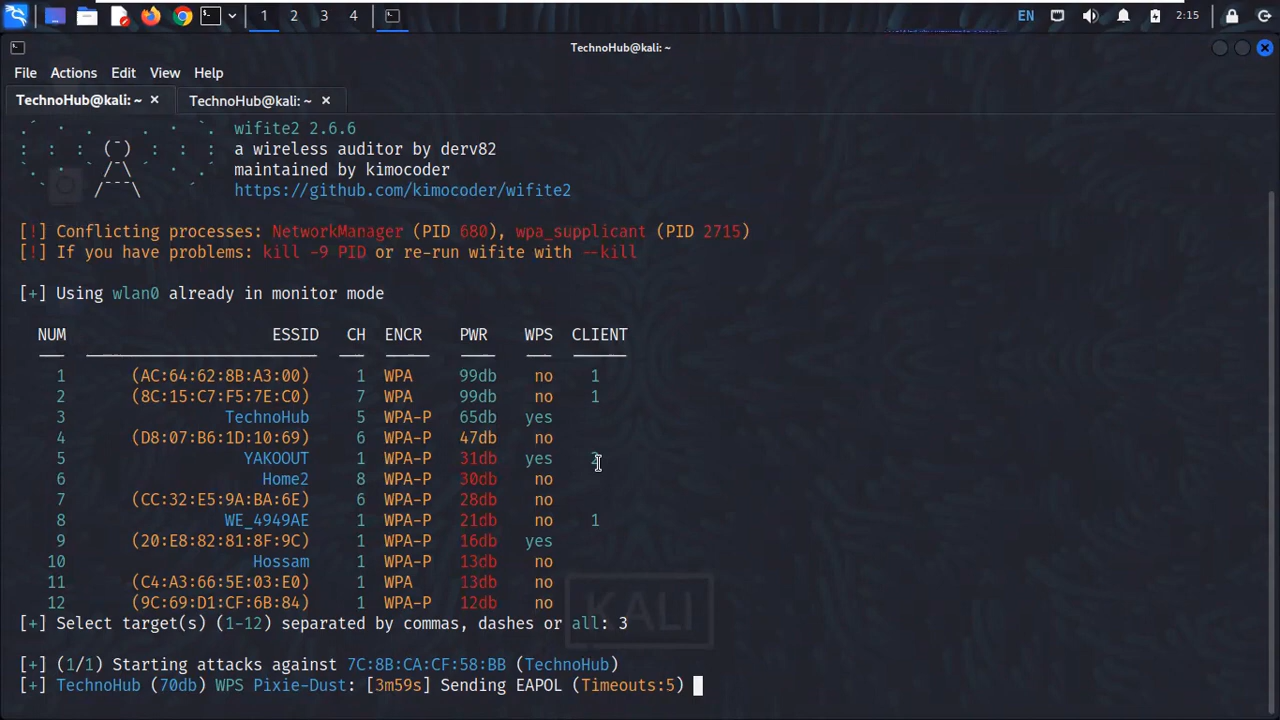 1 2 3 4 EN 2:15
TechnoHub@kali: ~
File Actions Edit View Help
TechnoHub@kali: ~ × TechnoHub@kali: ~ ×
wifite2 2.6.6
a wireless auditor by derv82
maintained by kimocoder
https://github.com/kimocoder/wifite2
[!] Conflicting processes: NetworkManager (PID 680), wpa_supplicant (PID 2715)
[!] If you have problems: kill -9 PID or re-run wifite with --kill
[+] Using wlan0 already in monitor mode
NUM ESSID CH ENCR PWR WPS CLIENT
1 (AC:64:62:8B:A3:00) 1 WPA 99db no 1
2 (8C:15:C7:F5:7E:C0) 7 WPA 99db no 1
3 TechnoHub 5 WPA-P 65db yes
4 (D8:07:B6:1D:10:69) 6 WPA-P 47db no
5 YAKOOUT 1 WPA-P 31db yes 2
6 Home2 8 WPA-P 30db no
7 (CC:32:E5:9A:BA:6E) 6 WPA-P 28db no
8 WE_4949AE 1 WPA-P 21db no 1
9 (20:E8:82:81:8F:9C) 1 WPA-P 16db yes
10 Hossam 1 WPA-P 13db no
11 (C4:A3:66:5E:03:E0) 1 WPA 13db no
12 (9C:69:D1:CF:6B:84) 1 WPA-P 12db no
KALI
[+] Select target(s) (1-12) separated by commas, dashes or all: 3
[+] (1/1) Starting attacks against 7C:8B:CA:CF:58:BB (TechnoHub)
[+] TechnoHub (70db) WPS Pixie-Dust: [3m59s] Sending EAPOL (Timeouts:5)